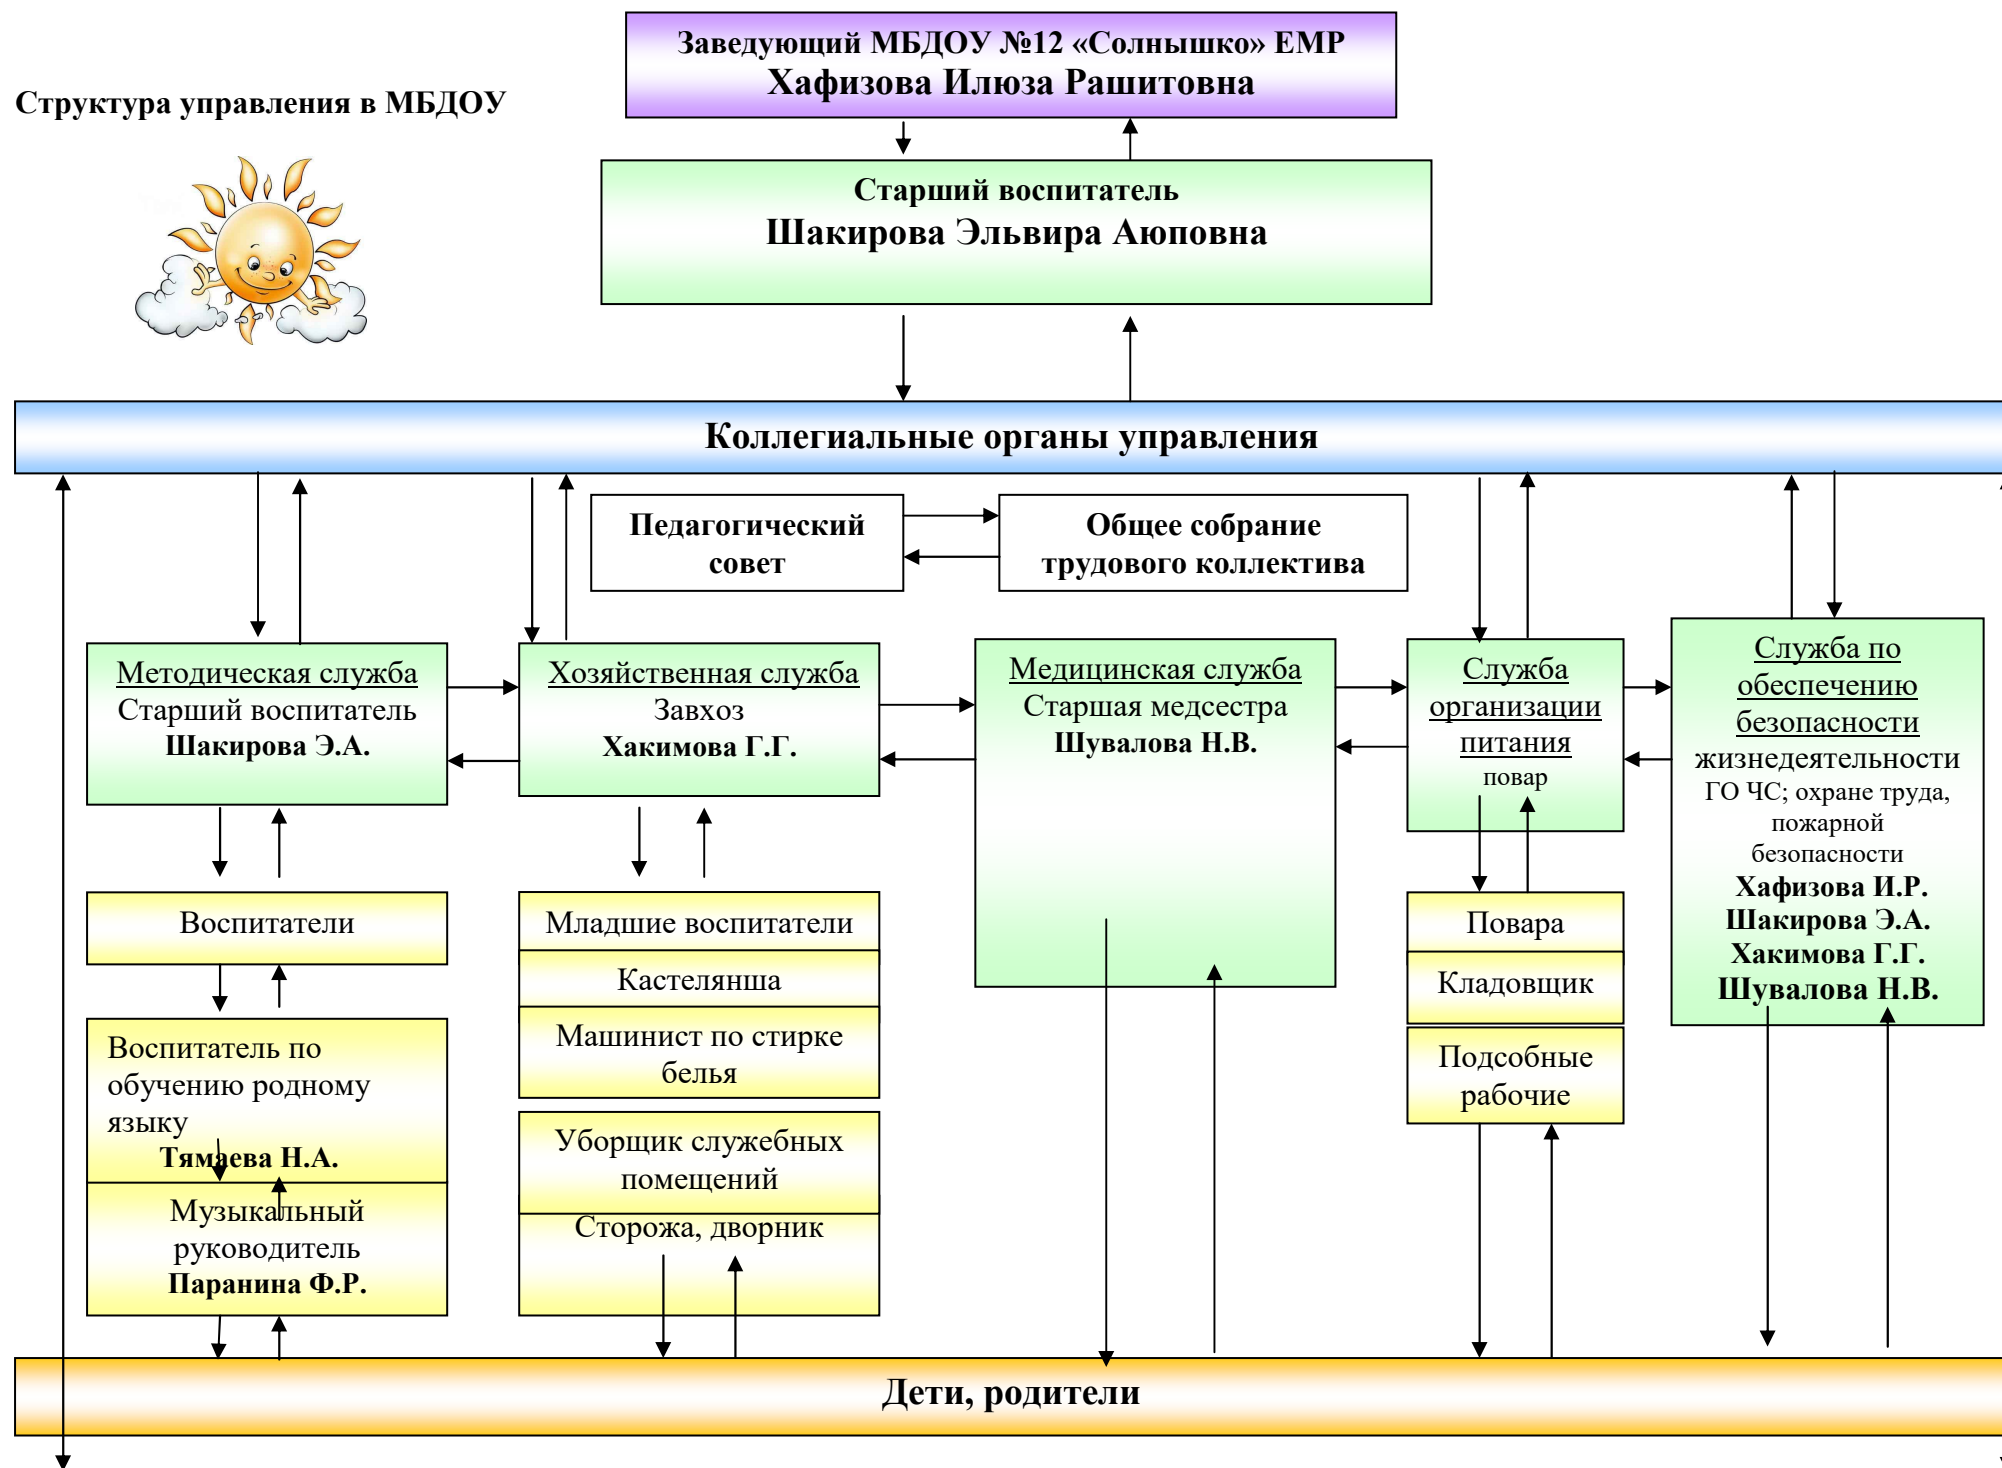 Заведующий МБДОУ №12 «Солнышко» ЕМР
Хафизова Илюза Рашитовна
Структура управления в МБДОУ
Старший воспитатель
Шакирова Эльвира Аюповна
Коллегиальные органы управления
Педагогический
совет
Общее собрание
трудового коллектива
Методическая служба
Старший воспитатель
Шакирова Э.А.
Хозяйственная служба
Завхоз
Хакимова Г.Г.
Медицинская служба
Старшая медсестра
Шувалова Н.В.
Служба
организации
питания
повар
Служба по
обеспечению
безопасности
жизнедеятельности
ГО ЧС; охране труда,
пожарной
безопасности
Хафизова И.Р.
Шакирова Э.А.
Хакимова Г.Г.
Шувалова Н.В.
Воспитатели
Воспитатель по
обучению родному
языку
Тямаева Н.А.
Музыкальный
руководитель
Паранина Ф.Р.
Младшие воспитатели
Кастелянша
Машинист по стирке
белья
Уборщик служебных
помещений
Сторожа, дворник
Повара
Кладовщик
Подсобные
рабочие
Дети, родители